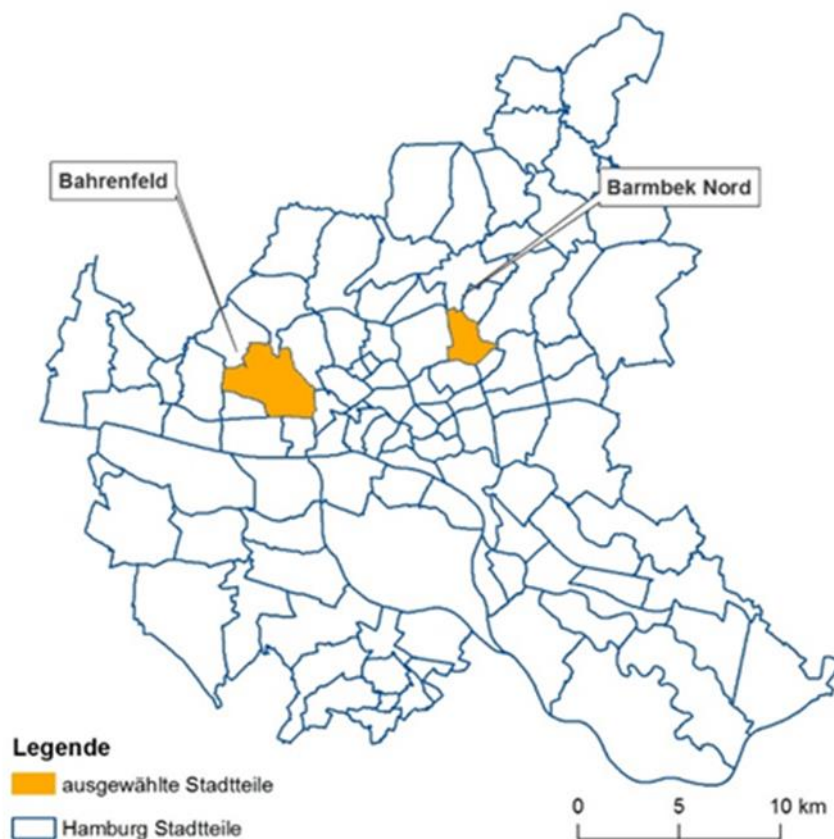 Bahrenfeld
Barmbek Nord
Legende
ausgewählte Stadtteile
Hamburg Stadtteile
0 5 10 km